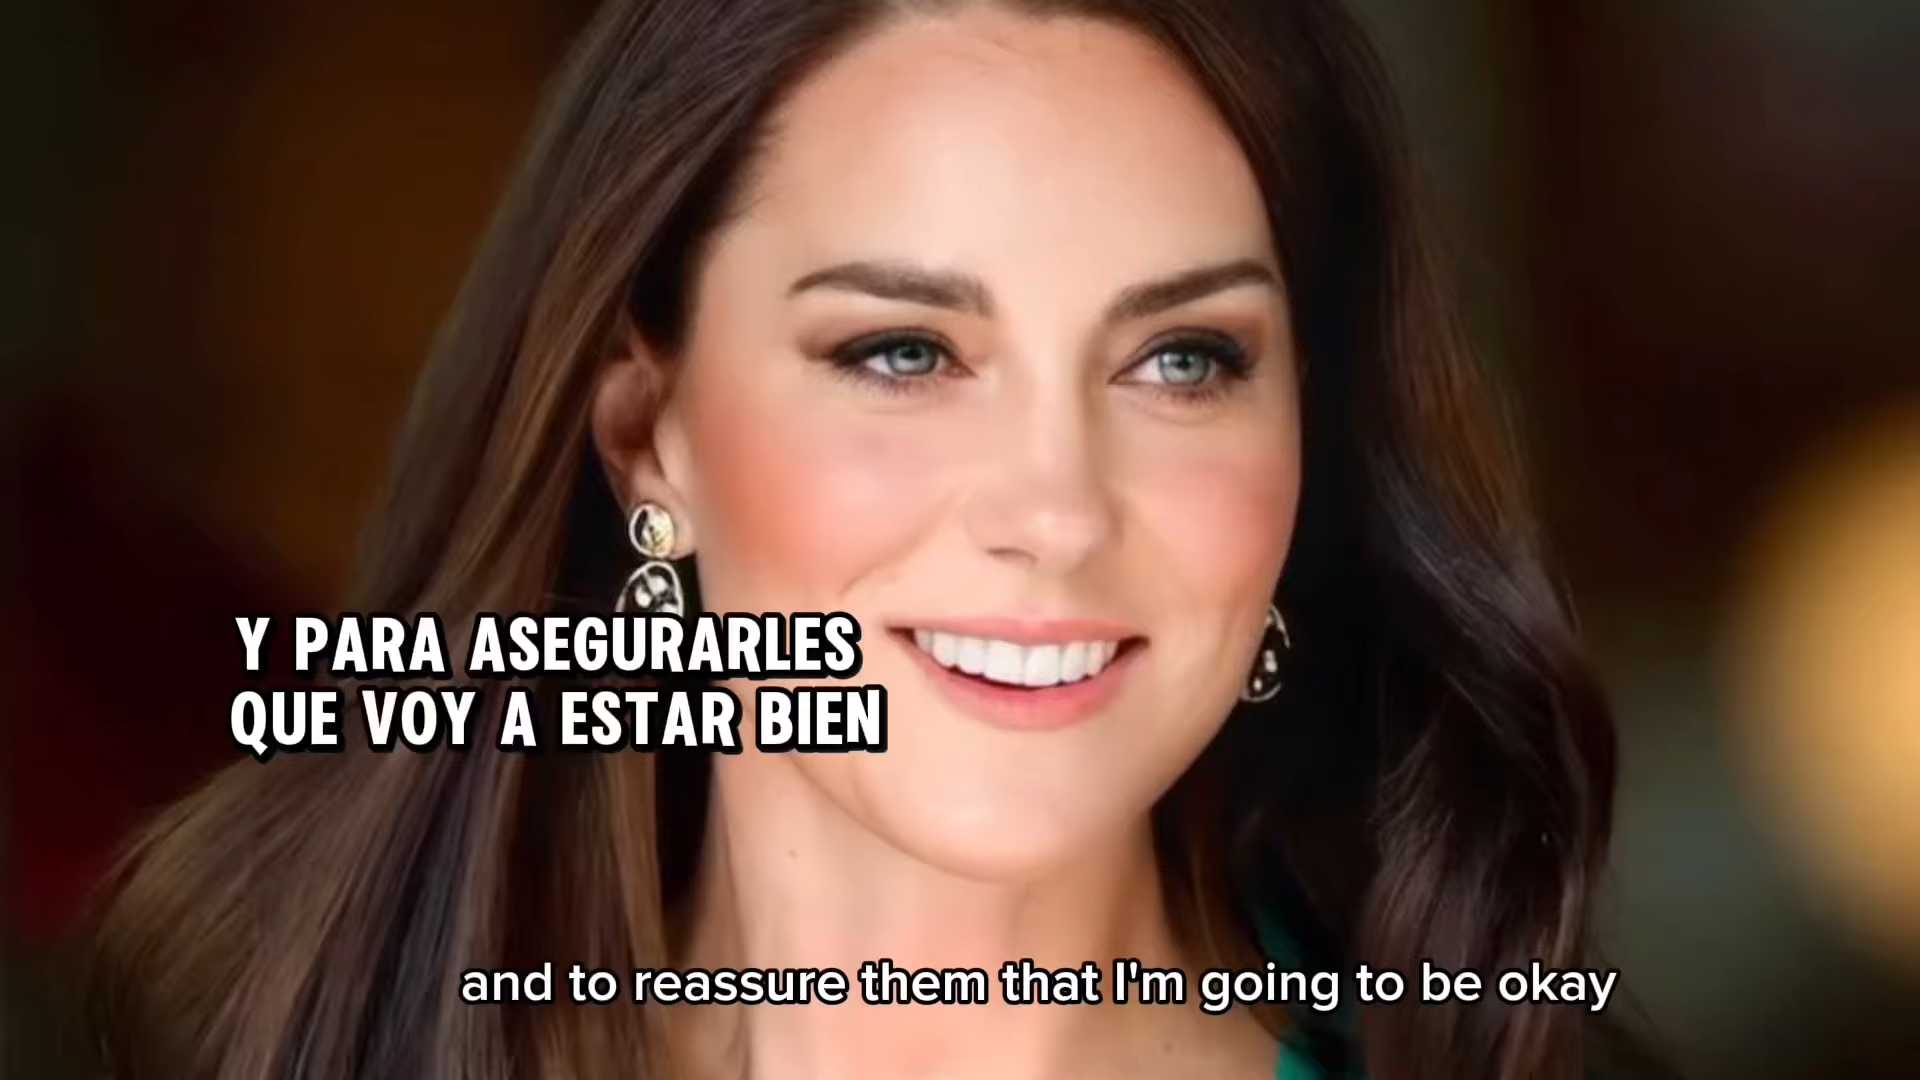 Y PARA ASEGURARLES
QUE VOY A ESTAR BIEN
and to reassure them that I'm going to be okay